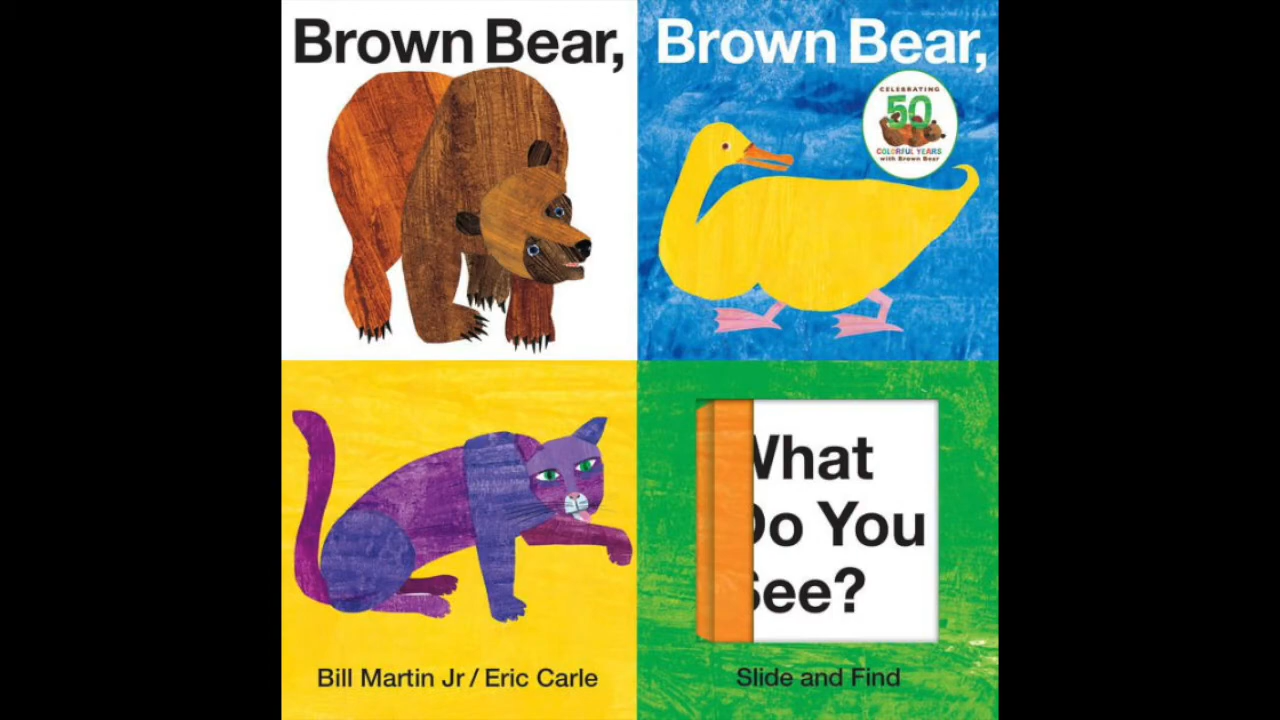 Brown Bear,
Brown Bear,
CELEBRATING
50
COLORFUL YEARS
with Brown Bear
What
Do You
See?
Bill Martin Jr / Eric Carle
Slide and Find